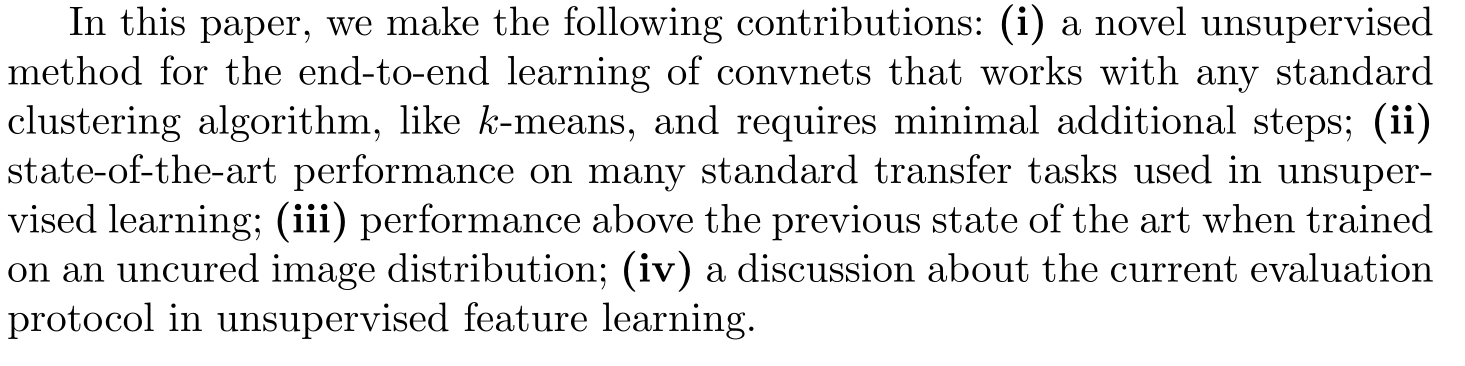 In this paper, we make the following contributions: (i) a novel unsupervised
method for the end-to-end learning of convnets that works with any standard
clustering algorithm, like k-means, and requires minimal additional steps; (ii)
state-of-the-art performance on many standard transfer tasks used in unsuper-
vised learning; (iii) performance above the previous state of the art when trained
on an uncured image distribution; (iv) a discussion about the current evaluation
protocol in unsupervised feature learning.